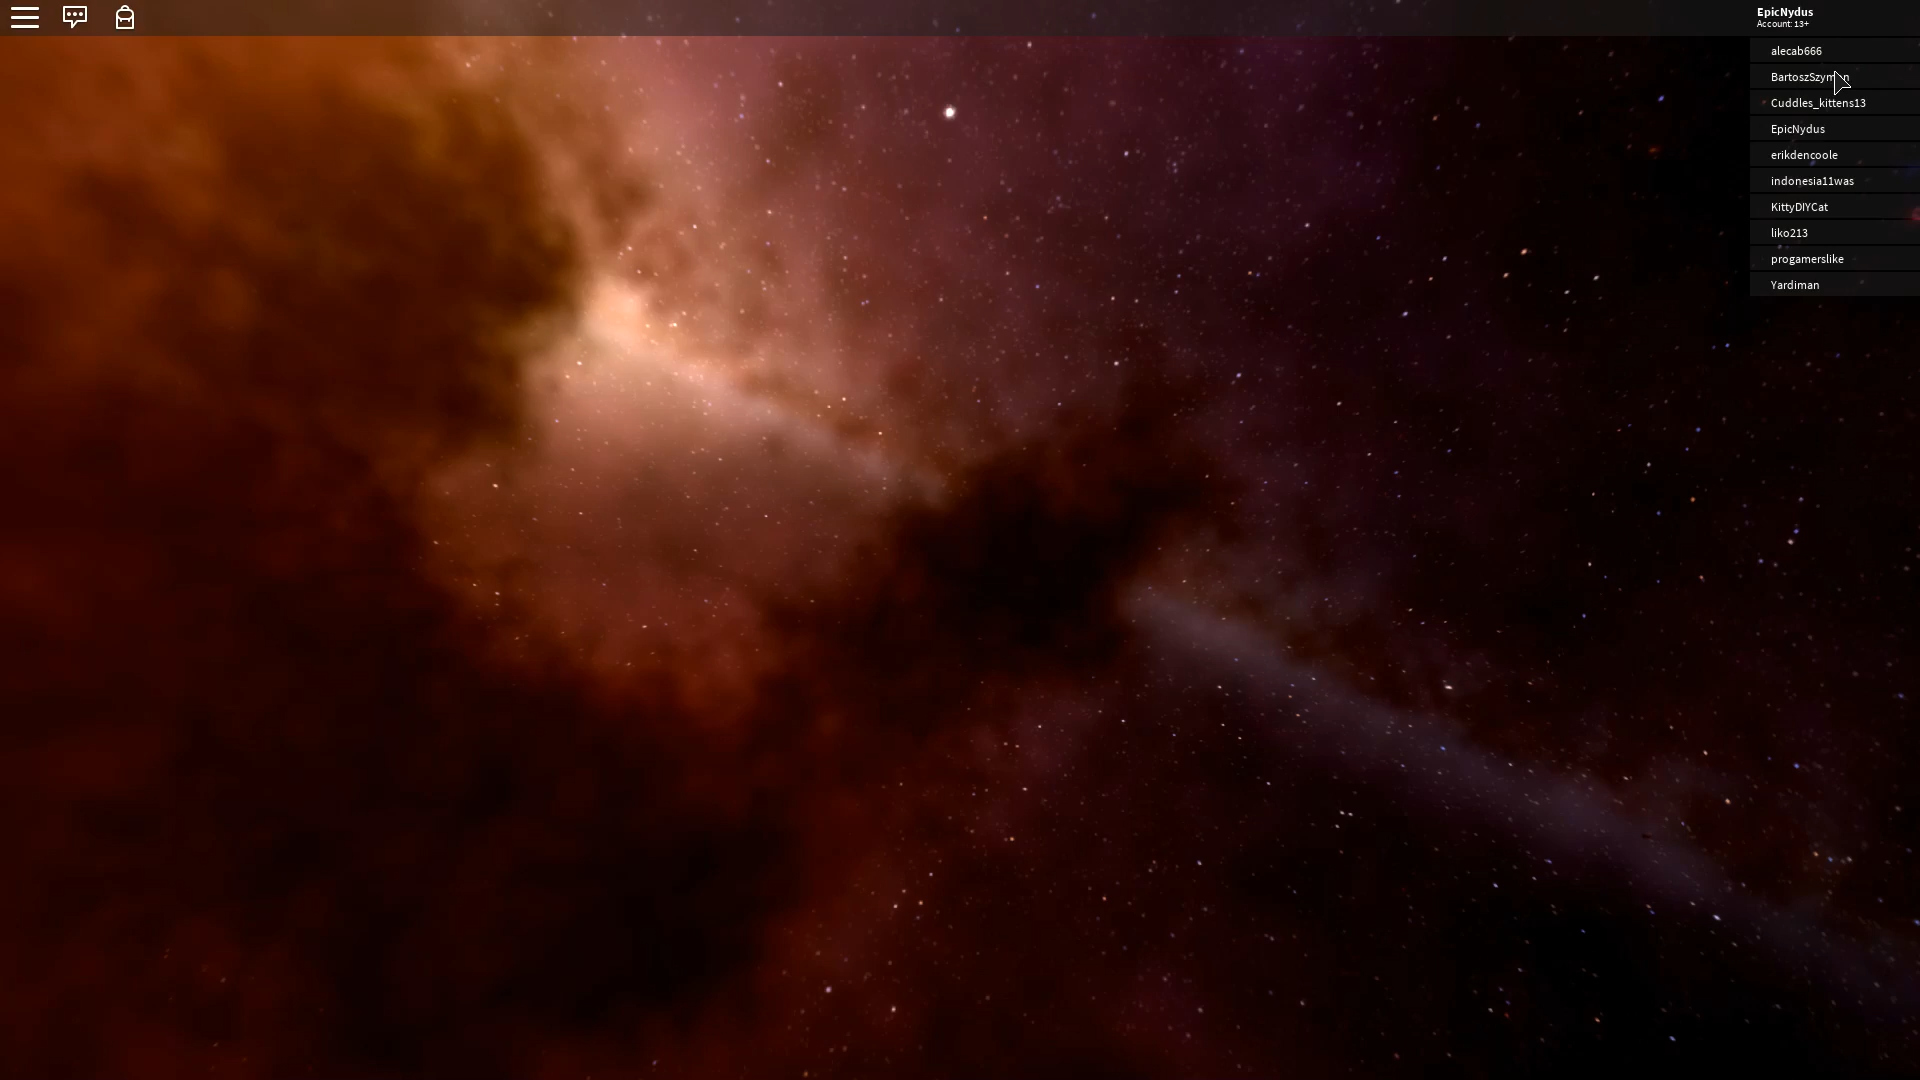 EpicNydus
Account: 13+
alecab666
Cuddles_kittens13
EpicNydus
erikdencoole
indonesia11was
KittyDIYCat
liko213
progamerslike
Yardiman